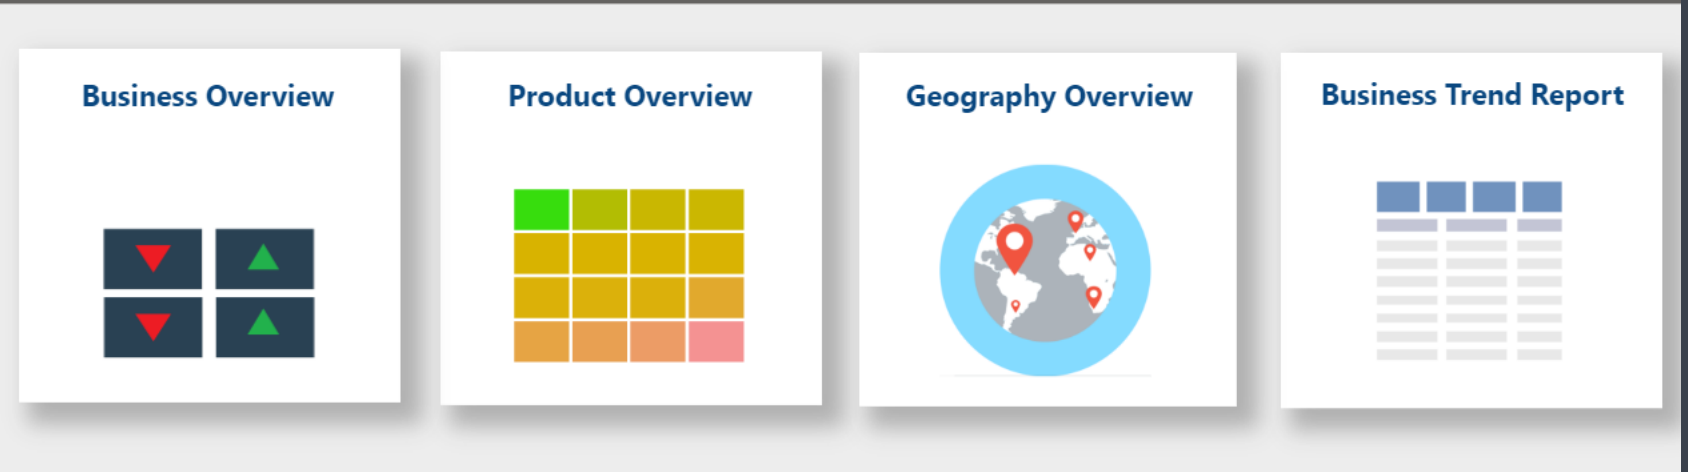 Business Overview
Product Overview
Geography Overview
Business Trend Report